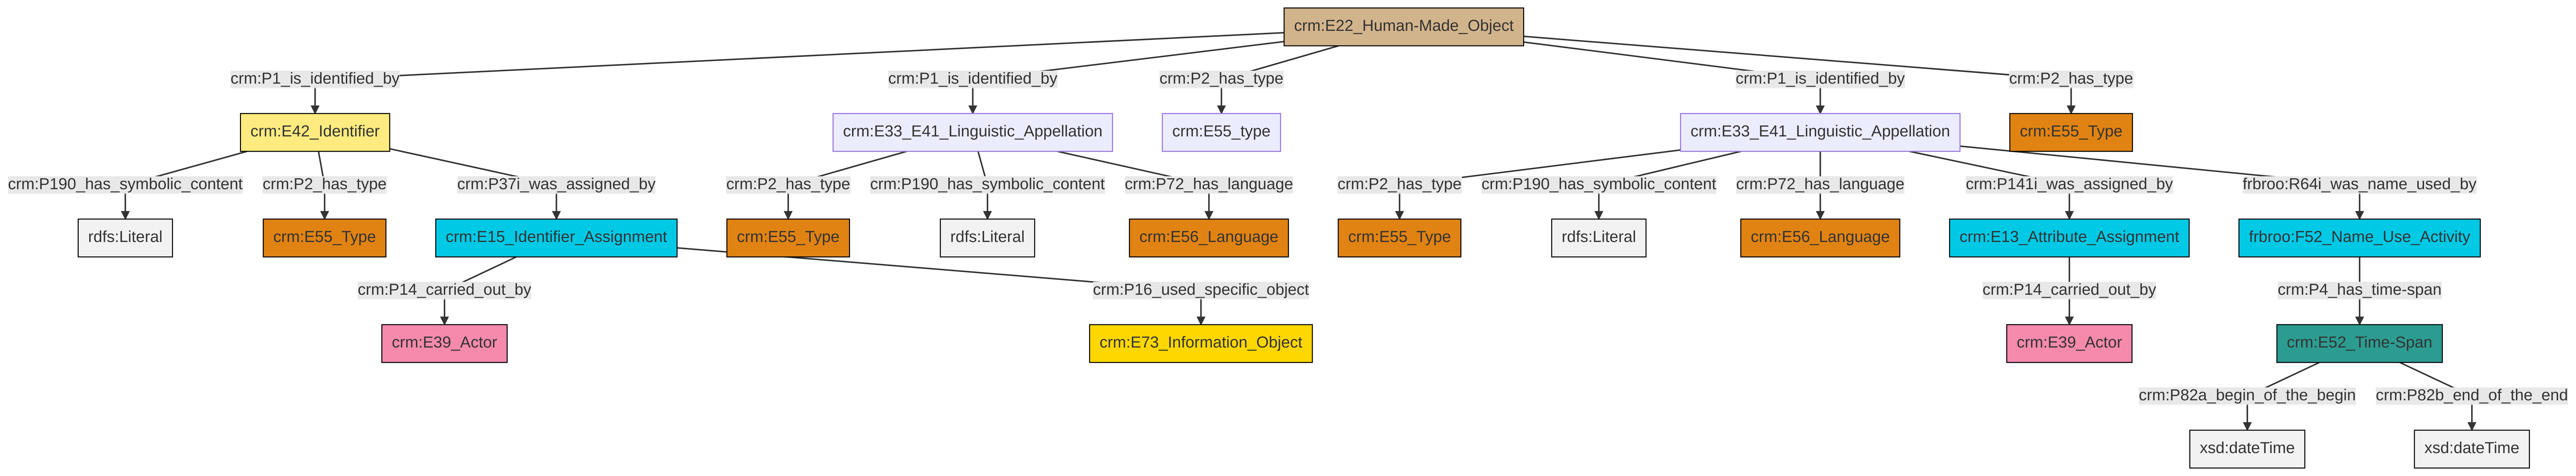 crm:E22_Human-Made_Object
crm:P1_is_identified_by
crm:P1_is_identified_by
crm:P2_has_type
crm:P1_is_identified_by
crm:P2_has_type
crm:E42_Identifier
crm:E33_E41_Linguistic_Appellation
crm:E55_type
crm:E33_E41_Linguistic_Appellation
crm:E55_Type
crm:P190_has_symbolic_content
crm:P2_has_type
crm:P37i_was_assigned_by
crm:P2_has_type
crm:P190_has_symbolic_content
crm:P72_has_language
crm:P2_has_type
crm:P190_has_symbolic_content
crm:P72_has_language
crm:P141i_was_assigned_by
frbroo:R64i_was_name_used_by
rdfs:Literal
crm:E55_Type
crm:E15_Identifier_Assignment
crm:E55_Type
rdfs:Literal
crm:E56_Language
crm:E55_Type
rdfs:Literal
crm:E56_Language
crm:E13_Attribute_Assignment
frbroo:F52_Name_Use_Activity
crm:P14_carried_out_by
crm:P16_used_specific_object
crm:P14_carried_out_by
crm:P4_has_time-span
crm:E39_Actor
crm:E73_Information_Object
crm:E39_Actor
crm:E52_Time-Span
crm:P82a_begin_of_the_begin
crm:P82b_end_of_the_end
xsd:dateTime
xsd:dateTime